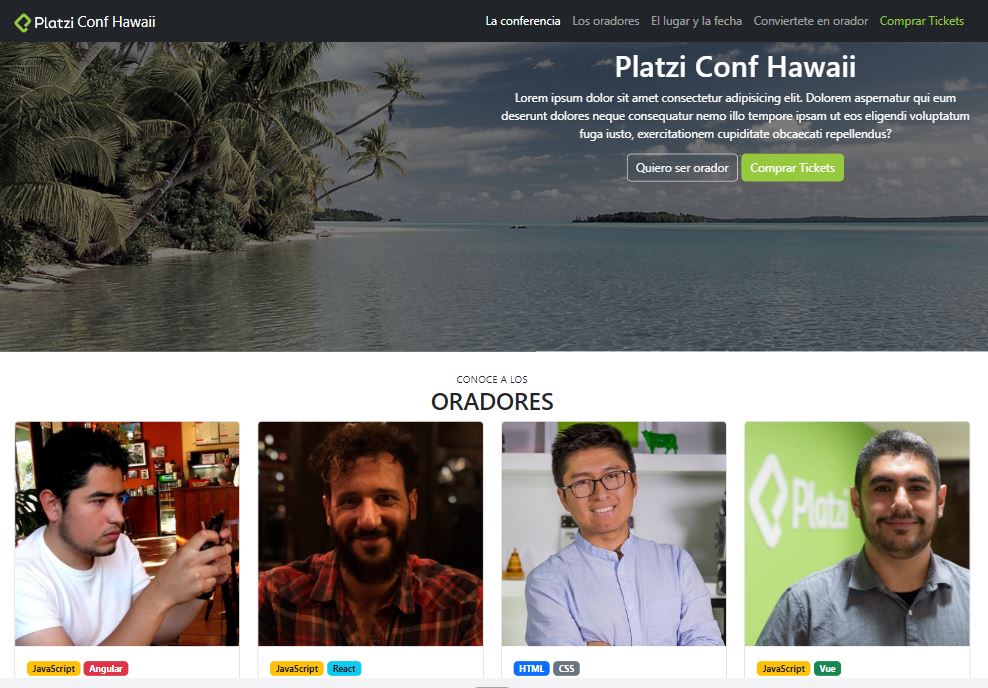 Platzi Conf Hawaii
La conferencia Los oradores El lugar y la fecha Conviertete en orador Comprar Tickets
Platzi Conf Hawaii
Lorem ipsum dolor sit amet consectetur adipisicing elit. Dolorem aspernatur qui eum
deserunt dolores neque consequatur nemo illo tempore ipsam ut eos eligendi voluptatum
fuga iusto, exercitationem cupiditate obcaecati repellendus?
Quiero ser orador Comprar Tickets
CONOCE A LOS
ORADORES
Platzi
JavaScript Angular
JavaScript React
HTML CSS
JavaScript Vue